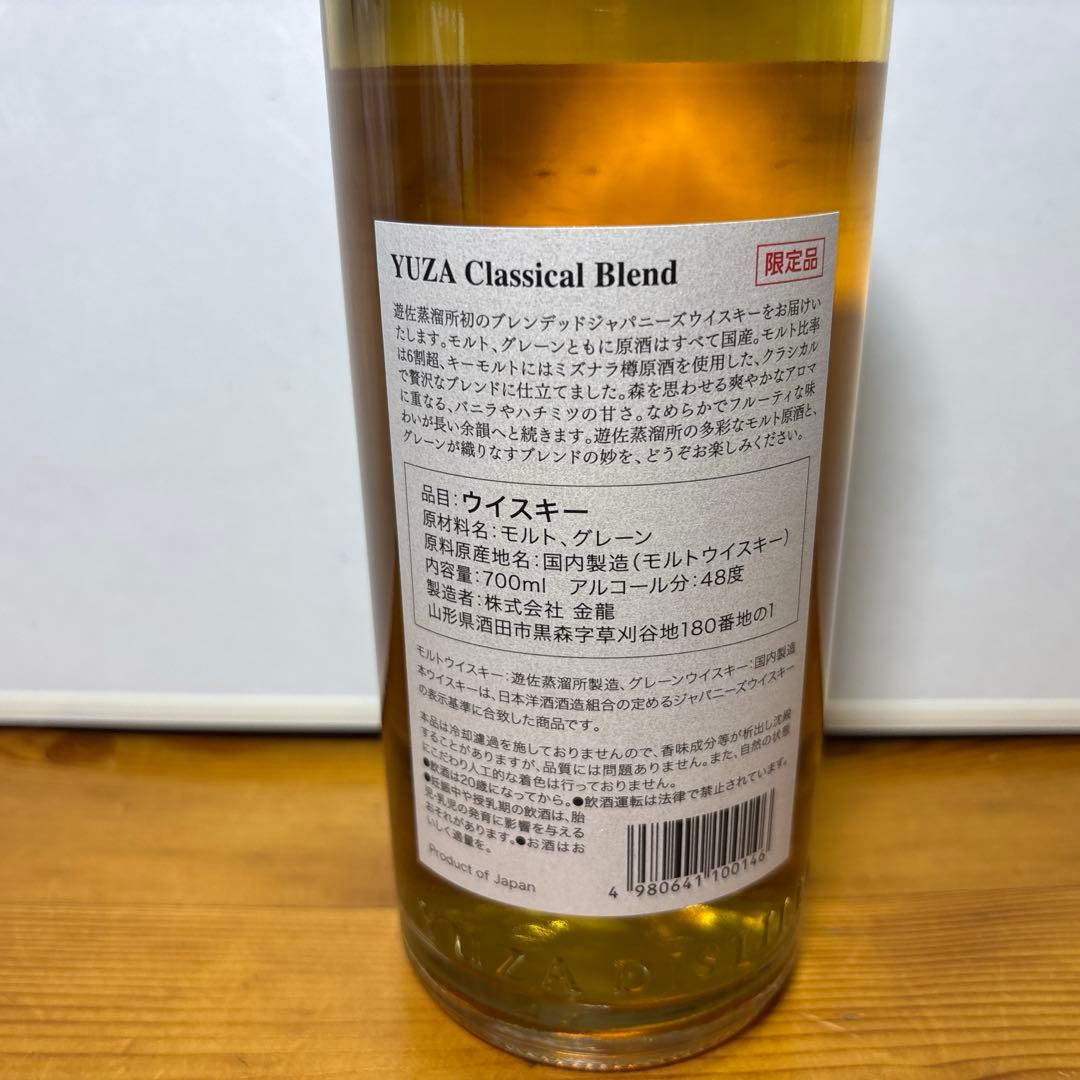 YUZA Classical Blend
限定品
遊佐蒸溜所初のブレンデッドジャパニーズウイスキーをお届けい
たします。モルト、グレーンともに原酒はすべて国産。モルト比率
は6割超、キーモルトにはミズナラ樽原酒を使用した、クラシカル
で贅沢なブレンドに仕立てました。森を思わせる爽やかなアロマ
に重なる、バニラやハチミツの甘さ。なめらかでフルーティな味
わいが長い余韻へと続きます。遊佐蒸溜所の多彩なモルト原酒と、
グレーンが織りなすブレンドの妙を、どうぞお楽しみください。
品目:ウイスキー
原材料名:モルト、グレーン
原料原産地名:国内製造(モルトウイスキー)
内容量:700ml アルコール分:48度
製造者:株式会社 金龍
山形県酒田市黒森字草刈谷地180番地の1
モルトウイスキー:遊佐蒸溜所製造、グレーンウイスキー:国内製造
本ウイスキーは、日本洋酒酒造組合の定めるジャパニーズウイスキー
の表示基準に合致した商品です。
本品は冷却濾過を施しておりませんので、香味成分等が析出し沈殿
することがありますが、品質には問題ありません。また、自然の状態
にこだわり人工的な着色は行っておりません。
●飲酒は20歳になってから。●飲酒運転は法律で禁止されています。
●妊娠中や授乳期の飲酒は、胎
児・乳児の発育に影響を与える
おそれがあります。●お酒はお
いしく適量を。
Product of Japan
4 980641 100146
YUZA DISTI